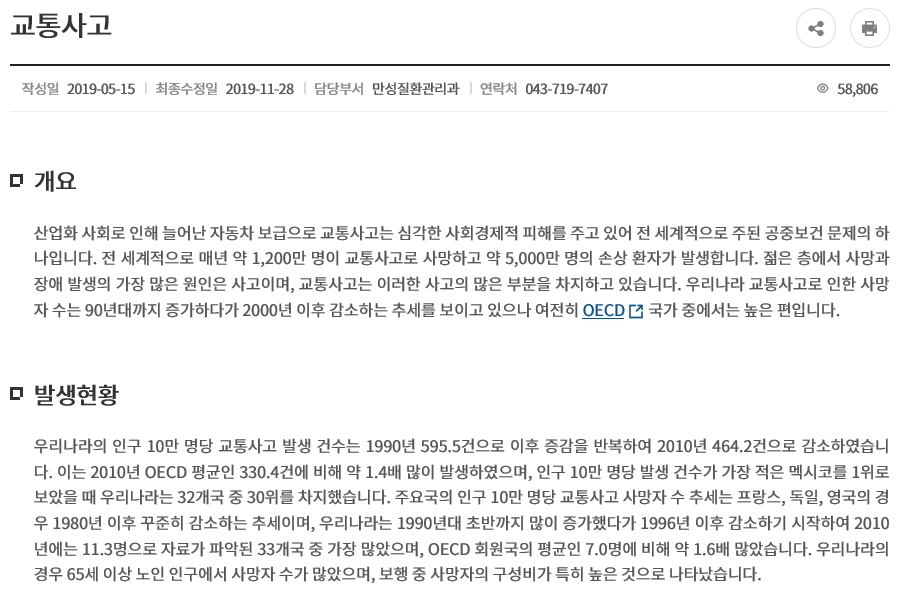 교통사고
작성일 2019-05-15 최종수정일 2019-11-28 담당부서 만성질환관리과 연락처 043-719-7407 58,806
개요
산업화 사회로 인해 늘어난 자동차 보급으로 교통사고는 심각한 사회경제적 피해를 주고 있어 전 세계적으로 주된 공중보건 문제의 하
나입니다. 전 세계적으로 매년 약 1,200만 명이 교통사고로 사망하고 약 5,000만 명의 손상 환자가 발생합니다. 젊은 층에서 사망과
장애 발생의 가장 많은 원인은 사고이며, 교통사고는 이러한 사고의 많은 부분을 차지하고 있습니다. 우리나라 교통사고로 인한 사망
자 수는 90년대까지 증가하다가 2000년 이후 감소하는 추세를 보이고 있으나 여전히 OECD 국가 중에서는 높은 편입니다.
발생현황
우리나라의 인구 10만 명당 교통사고 발생 건수는 1990년 595.5건으로 이후 증감을 반복하여 2010년 464.2건으로 감소하였습니
다. 이는 2010년 OECD 평균인 330.4건에 비해 약 1.4배 많이 발생하였으며, 인구 10만 명당 발생 건수가 가장 적은 멕시코를 1위로
보았을 때 우리나라는 32개국 중 30위를 차지했습니다. 주요국의 인구 10만 명당 교통사고 사망자 수 추세는 프랑스, 독일, 영국의 경
우 1980년 이후 꾸준히 감소하는 추세이며, 우리나라는 1990년대 초반까지 많이 증가했다가 1996년 이후 감소하기 시작하여 2010
년에는 11.3명으로 자료가 파악된 33개국 중 가장 많았으며, OECD 회원국의 평균인 7.0명에 비해 약 1.6배 많았습니다. 우리나라의
경우 65세 이상 노인 인구에서 사망자 수가 많았으며, 보행 중 사망자의 구성비가 특히 높은 것으로 나타났습니다.